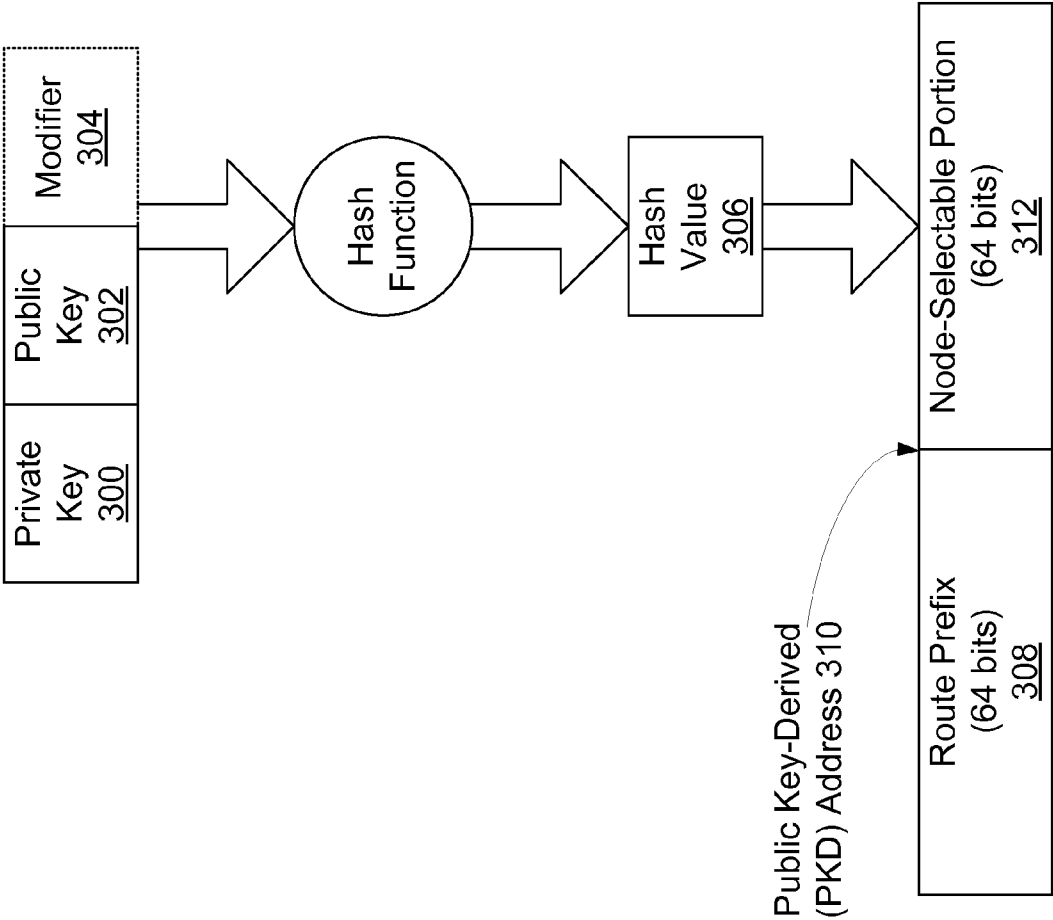 Private
Key
300
Public
Key
302
Modifier
304
Hash
Function
Hash
Value
306
Public Key-Derived
(PKD) Address 310
Route Prefix
(64 bits)
308
Node-Selectable Portion
(64 bits)
312